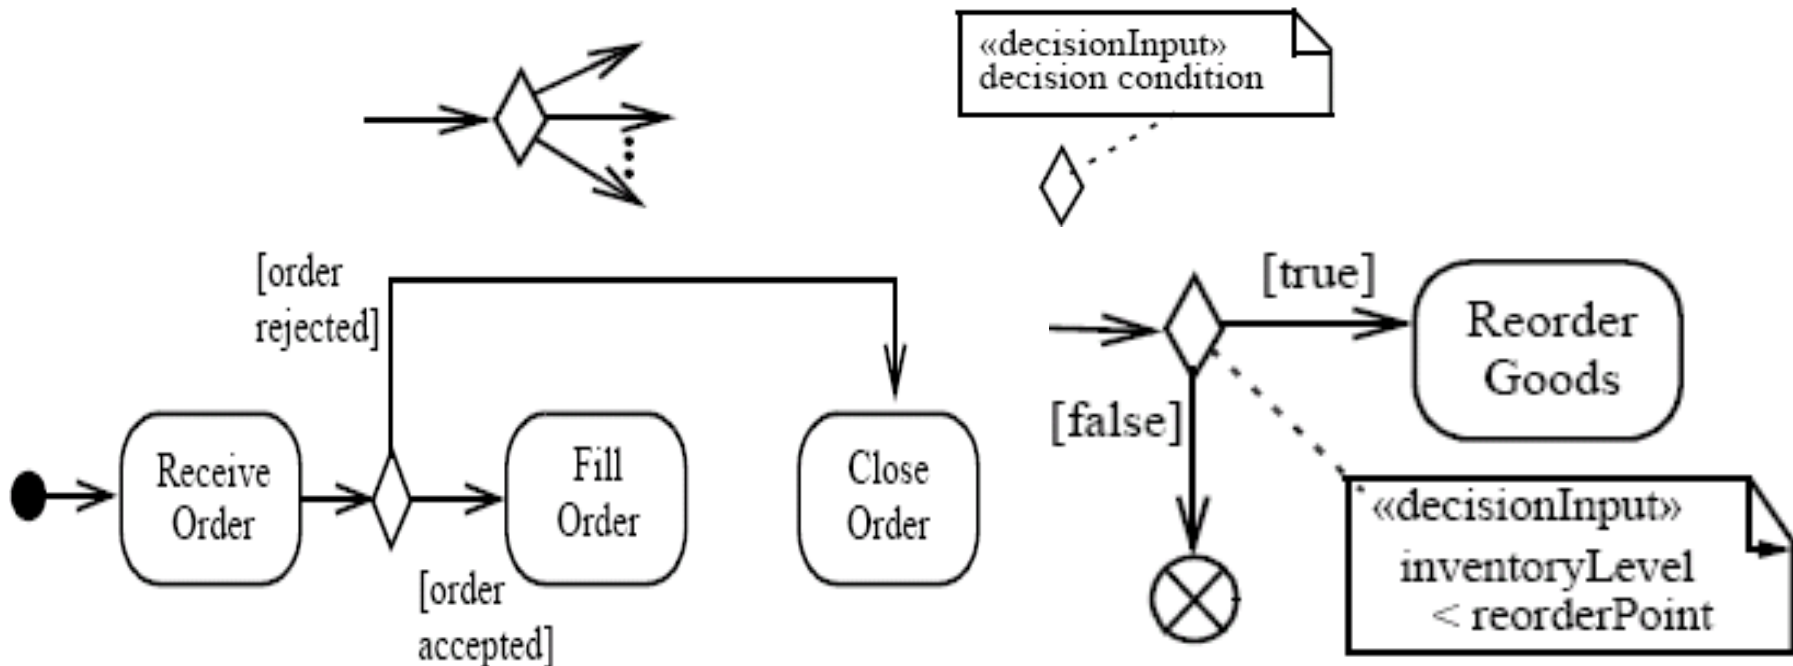 «decisionInput»
decision condition
[order
rejected]
Receive
Order
Fill
Order
[order
accepted]
Close
Order
[true]
Reorder
Goods
[false]
«decisionInput»
inventoryLevel
< reorderPoint